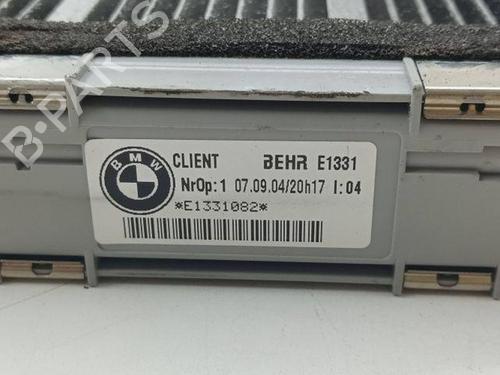 BMW
CLIENT BEHR E1331
NrOp:1 07.09.04/20h17 I:04
*E1331082*
B-PARTS